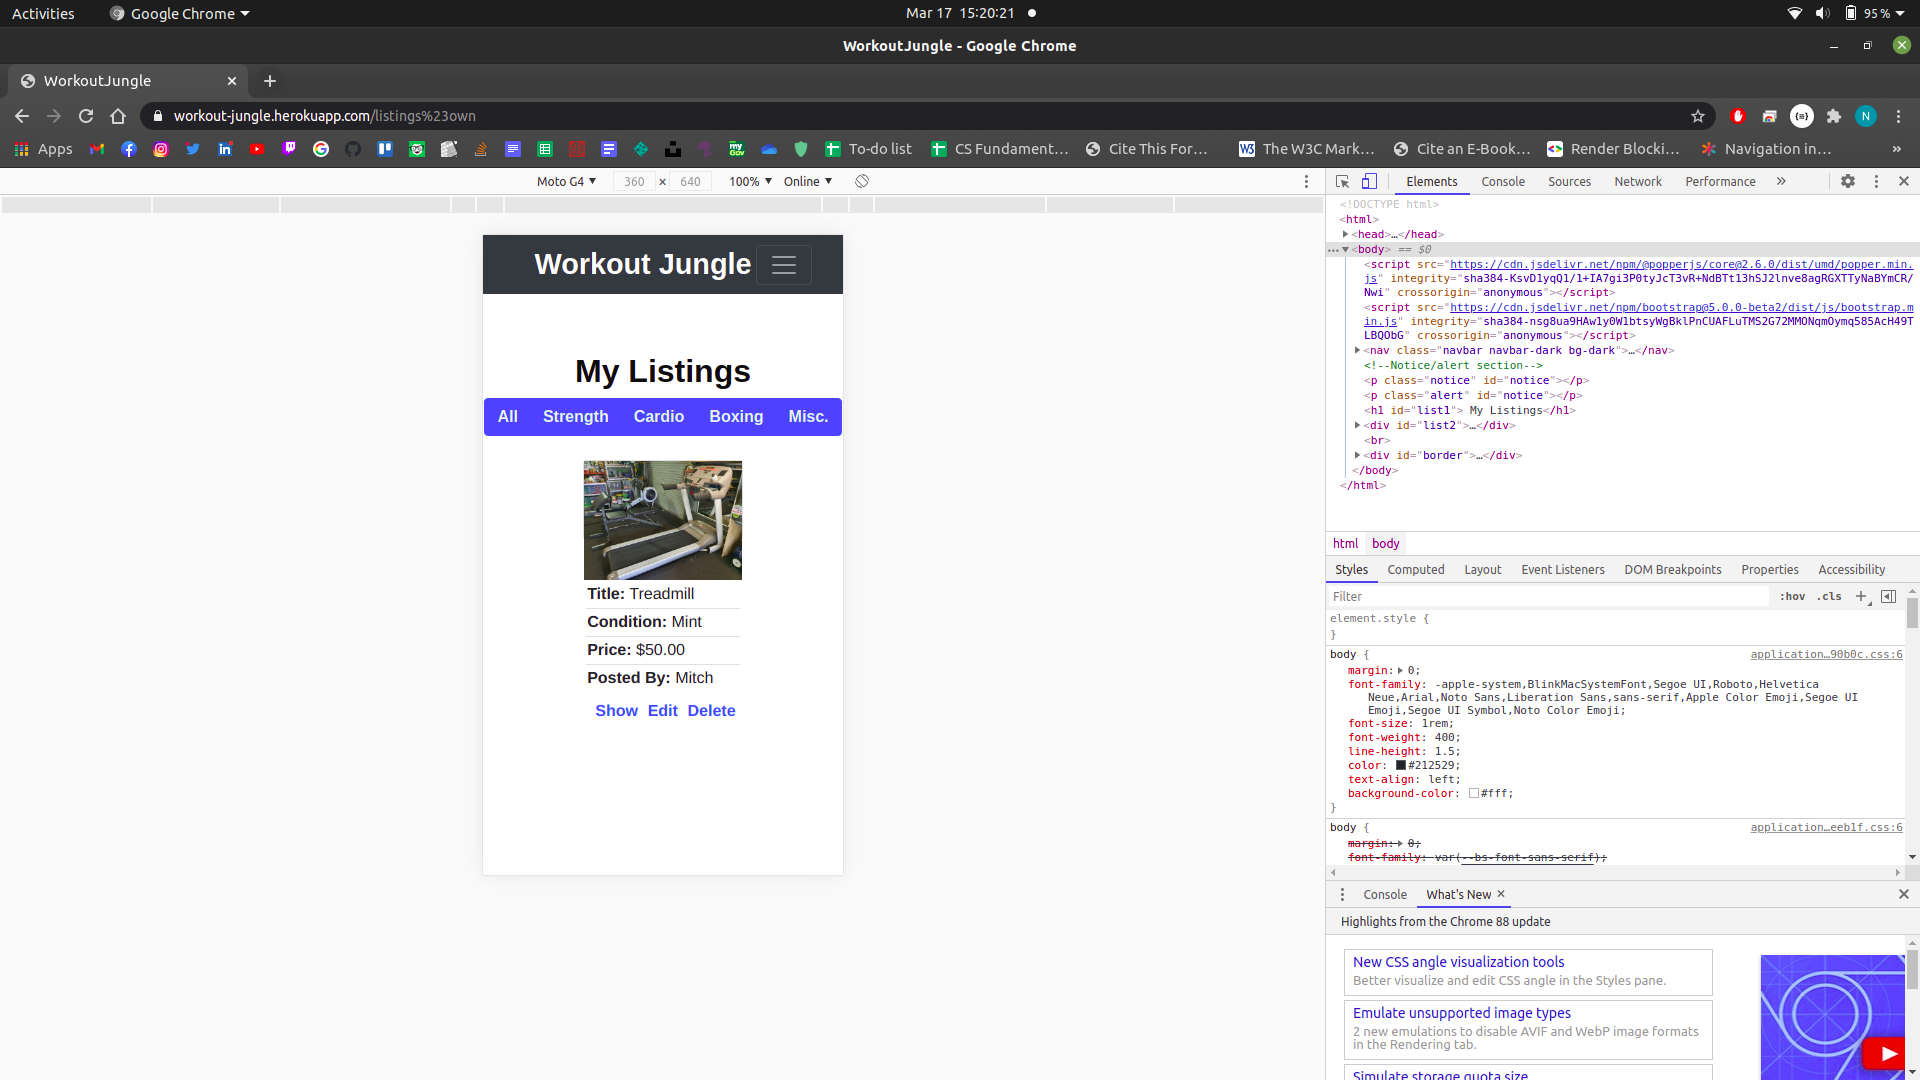 Activities Google Chrome Mar 17 15:20:21 95 %
WorkoutJungle - Google Chrome
WorkoutJungle
workout-jungle.herokuapp.com/listings%23own N
Apps To-do list CS Fundament... Cite This For... The W3C Mark... Cite an E-Book... Render Blocki... Navigation in... »
Moto G4 360 × 640 100% Online
Workout Jungle
My Listings
All Strength Cardio Boxing Misc.
Title: Treadmill
Condition: Mint
Price: $50.00
Posted By: Mitch
Show Edit Delete
Elements Console Sources Network Performance »
<!DOCTYPE html>
<html>
<head>…</head>
<body> == $0
<script src="https://cdn.jsdelivr.net/npm/@popperjs/core@2.6.0/dist/umd/popper.min.
js" integrity="sha384-KsvD1yqQ1/1+IA7gi3P0tyJcT3vR+NdBTt13hSJ2lnve8agRGXTTyNaBYmCR/
Nwi" crossorigin="anonymous"></script>
<script src="https://cdn.jsdelivr.net/npm/bootstrap@5.0.0-beta2/dist/js/bootstrap.m
in.js" integrity="sha384-nsg8ua9HAw1y0W1btsyWgBklPnCUAFLuTMS2G72MMONqmOymq585AcH49T
LBQObG" crossorigin="anonymous"></script>
<nav class="navbar navbar-dark bg-dark">…</nav>
<!--Notice/alert section-->
<p class="notice" id="notice"></p>
<p class="alert" id="notice"></p>
<h1 id="list1"> My Listings</h1>
<div id="list2">…</div>
<br>
<div id="border">…</div>
</body>
</html>
html body
Styles Computed Layout Event Listeners DOM Breakpoints Properties Accessibility
Filter :hov .cls +
element.style {
}
body { application…90b0c.css:6
margin: 0;
font-family: -apple-system,BlinkMacSystemFont,Segoe UI,Roboto,Helvetica
Neue,Arial,Noto Sans,Liberation Sans,sans-serif,Apple Color Emoji,Segoe UI
Emoji,Segoe UI Symbol,Noto Color Emoji;
font-size: 1rem;
font-weight: 400;
line-height: 1.5;
color: #212529;
text-align: left;
background-color: #fff;
}
body { application…eeb1f.css:6
margin: 0;
font-family: var(--bs-font-sans-serif);
Console What's New
Highlights from the Chrome 88 update
New CSS angle visualization tools
Better visualize and edit CSS angle in the Styles pane.
Emulate unsupported image types
2 new emulations to disable AVIF and WebP image formats
in the Rendering tab.
Simulate storage quota size